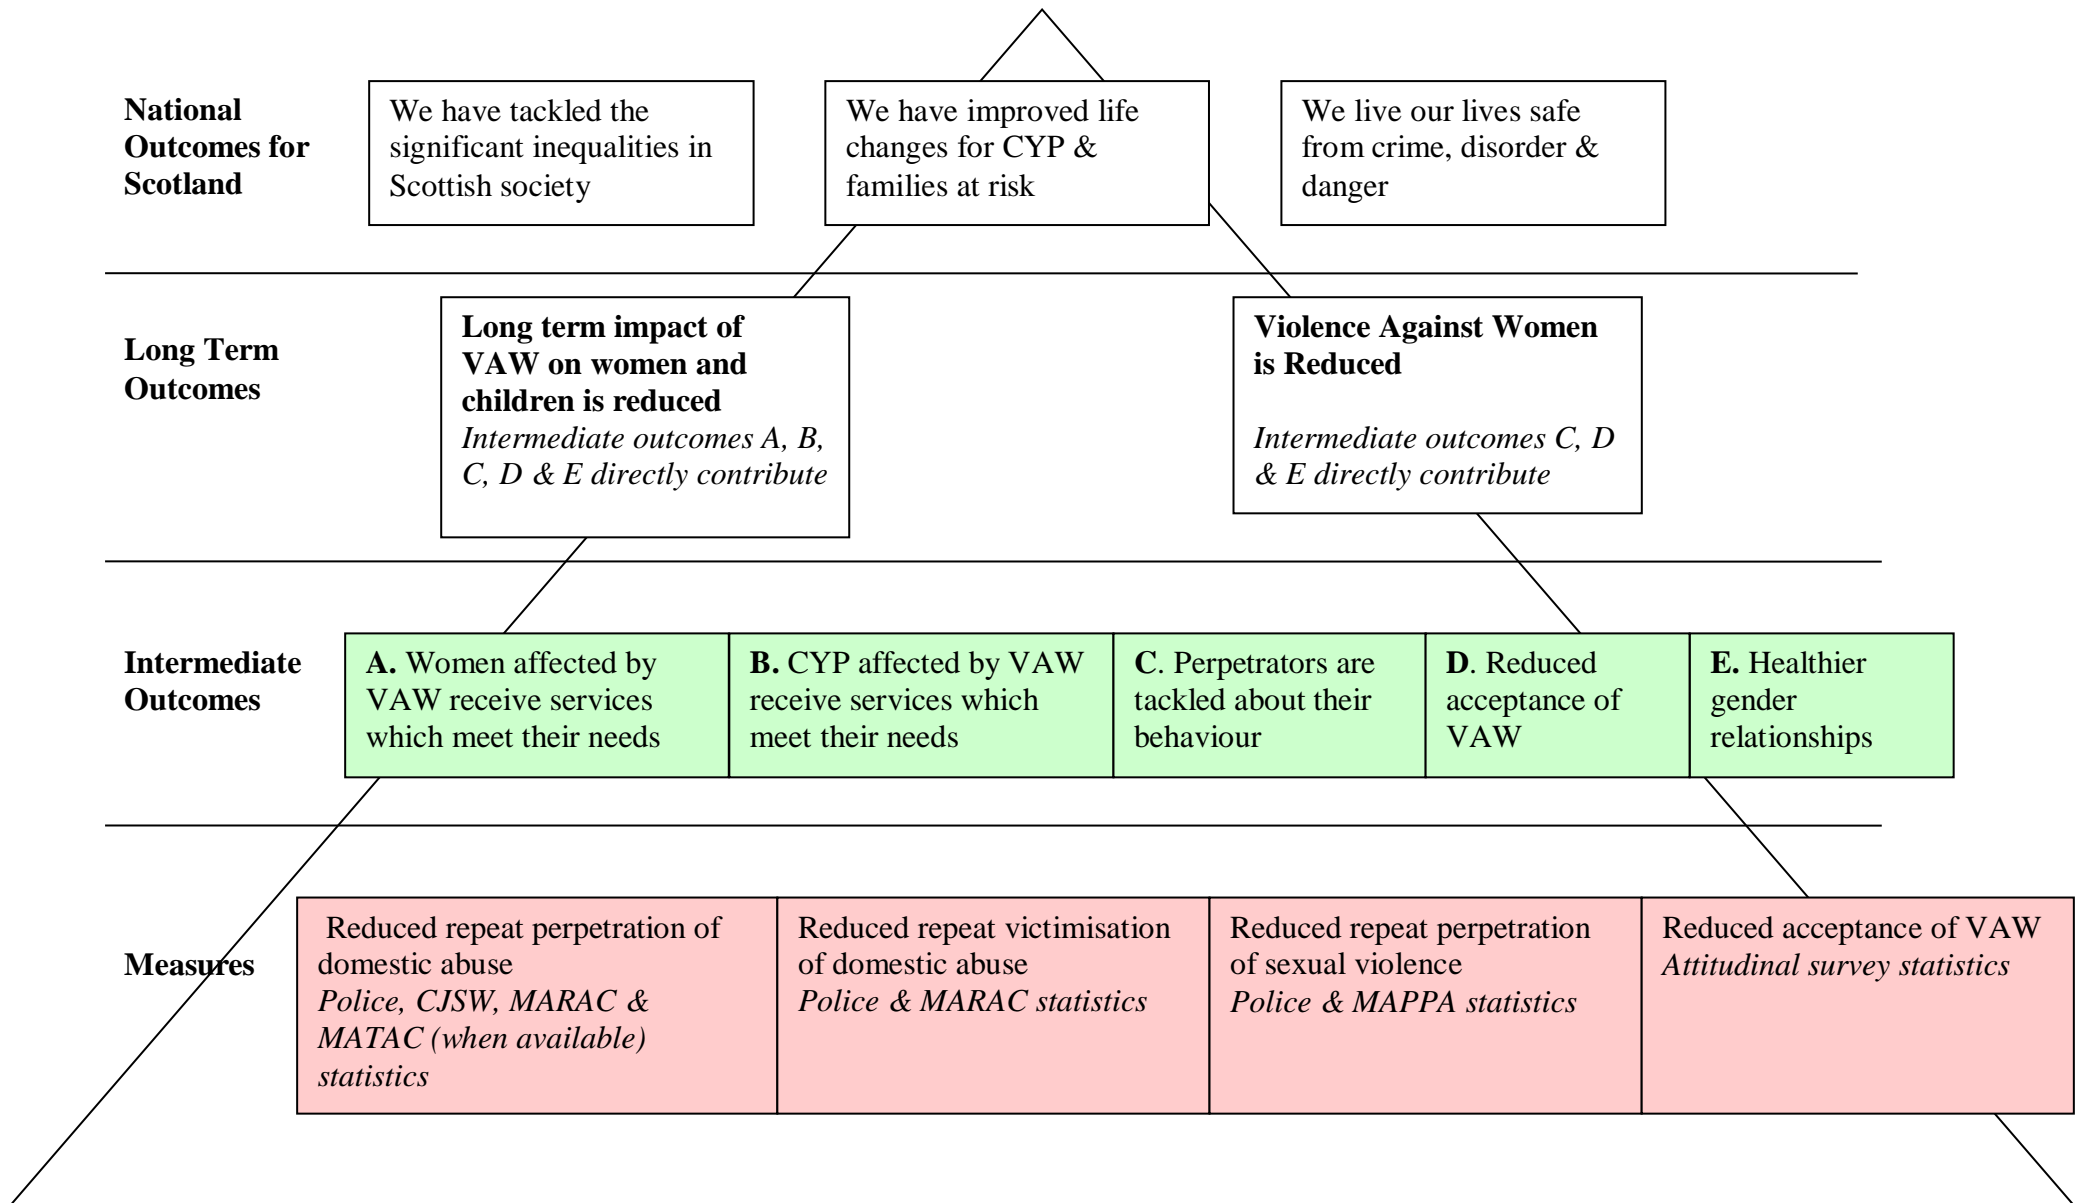 National
Outcomes for
Scotland
We have tackled the
significant inequalities in
Scottish society
We have improved life
changes for CYP &
families at risk
We live our lives safe
from crime, disorder &
danger
Long Term
Outcomes
Long term impact of
VAW on women and
children is reduced
Intermediate outcomes A, B,
C, D & E directly contribute
Violence Against Women
is Reduced
Intermediate outcomes C, D
& E directly contribute
Intermediate
Outcomes
A. Women affected by
VAW receive services
which meet their needs
B. CYP affected by VAW
receive services which
meet their needs
C. Perpetrators are
tackled about their
behaviour
D. Reduced
acceptance of
VAW
E. Healthier
gender
relationships
Measures
Reduced repeat perpetration of
domestic abuse
Police, CJSW, MARAC &
MATAC (when available)
statistics
Reduced repeat victimisation
of domestic abuse
Police & MARAC statistics
Reduced repeat perpetration
of sexual violence
Police & MAPPA statistics
Reduced acceptance of VAW
Attitudinal survey statistics